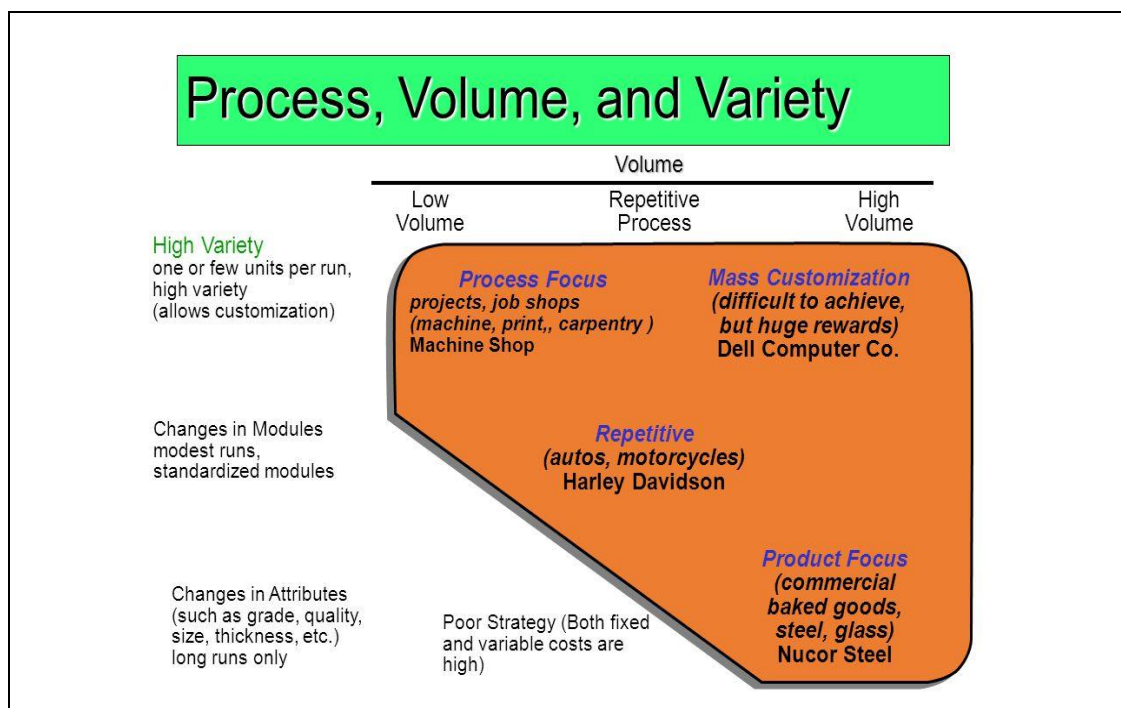 Process, Volume, and Variety
Volume
Low
Volume
Repetitive
Process
High
Volume
High Variety
one or few units per run,
high variety
(allows customization)
Process Focus
projects, job shops
(machine, print,, carpentry )
Machine Shop
Mass Customization
(difficult to achieve,
but huge rewards)
Dell Computer Co.
Changes in Modules
modest runs,
standardized modules
Repetitive
(autos, motorcycles)
Harley Davidson
Changes in Attributes
(such as grade, quality,
size, thickness, etc.)
long runs only
Poor Strategy (Both fixed
and variable costs are
high)
Product Focus
(commercial
baked goods,
steel, glass)
Nucor Steel